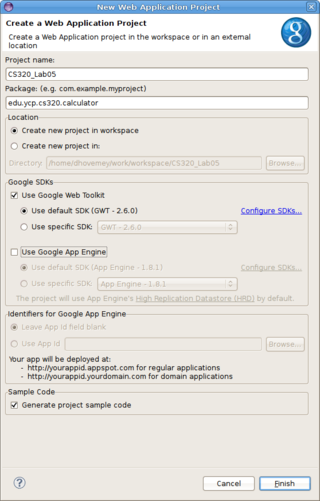 New Web Application Project
Create a Web Application Project
Create a Web Application project in the workspace or in an external
location
Project name:
CS320_Lab05
Package: (e.g. com.example.myproject)
edu.ycp.cs320.calculator
Location
Create new project in workspace
Create new project in:
Directory: /home/dhovemey/work/workspace/CS320_Lab05 Browse...
Google SDKs
Use Google Web Toolkit
Use default SDK (GWT - 2.6.0) Configure SDKs...
Use specific SDK: GWT - 2.6.0
Use Google App Engine
Use default SDK (App Engine - 1.8.1) Configure SDKs...
Use specific SDK: App Engine - 1.8.1
The project will use App Engine's High Replication Datastore (HRD) by default.
Identifiers for Google App Engine
Leave App Id field blank
Use App Id Browse...
Your app will be deployed at:
- http://yourappid.appspot.com for regular applications
- http://yourappid.yourdomain.com for domain applications
Sample Code
Generate project sample code
? Cancel Finish